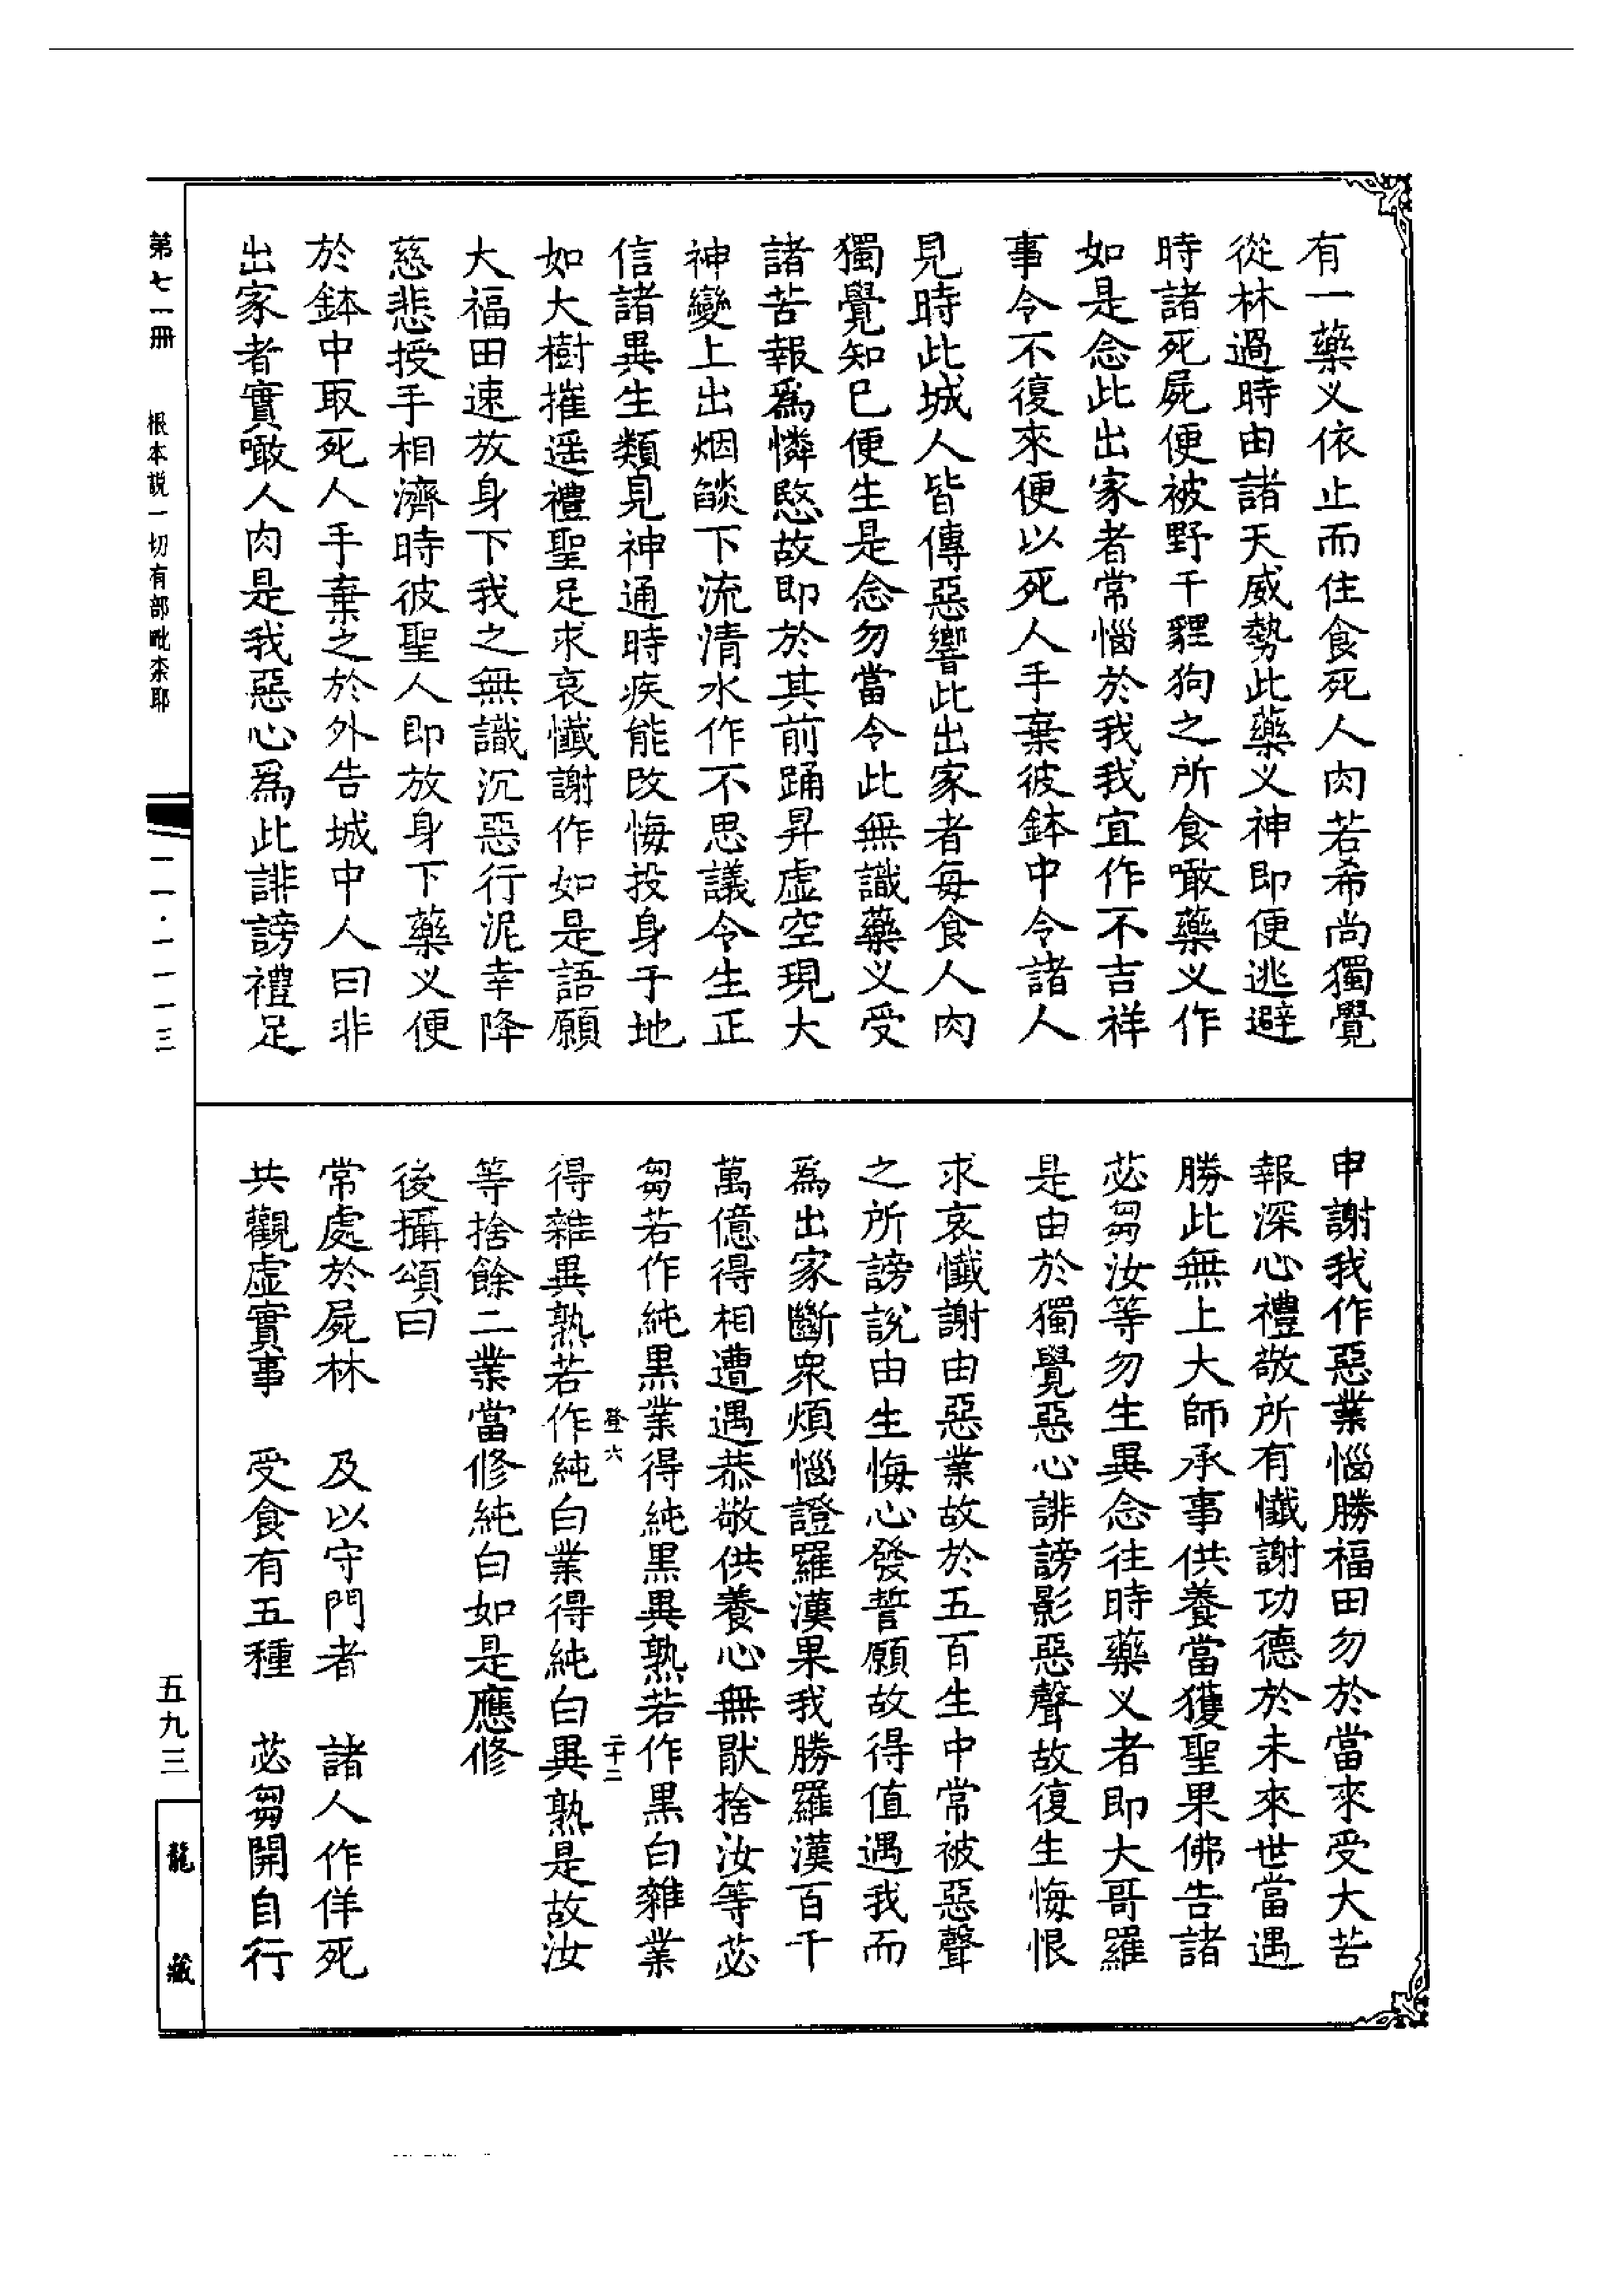 有一藥义依止而住食死人肉若希尚獨覺
從林過時由諸天威勢此藥义神即便逃避
時諸死屍便被野干貍狗之所食噉藥义作
如是念此出家者常惱於我我宜作不吉祥
事令不復來便以死人手棄彼鉢中令諸人
見時此城人皆傳惡響此出家者每食人肉
獨覺知已便生是念勿當令此無識藥义受
諸苦報爲憐愍故即於其前踊昇虛空現大
神變上出烟燄下流清水作不思議令生正
信諸異生類見神通時疾能改悔投身于地
如大樹摧遥禮聖足求哀懺謝作如是語願
大福田速放身下我之無識沉惡行泥幸降
慈悲授手相濟時彼聖人即放身下藥义便
於鉢中取死人手棄之於外告城中人曰非
出家者實噉人肉是我惡心爲此誹謗禮足
申謝我作惡業惱勝福田勿於當來受大苦
報深心禮敬所有懺謝功德於未來世當遇
勝此無上大師承事供養當獲聖果佛告諸
苾芻汝等勿生異念往時藥义者即大哥羅
是由於獨覺惡心誹謗影惡聲故復生悔恨
求哀懺謝由惡業故於五百生中常被惡聲
之所謗說由生悔心發誓願故得值遇我而
爲出家斷衆煩惱證羅漢果我勝羅漢百千
萬億得相遭遇恭敬供養心無猒捨汝等苾
芻若作純黑業得純黑異熟若作黑白雜業
得雜異熟若作純白業得純白異熟是故汝
登六 二十二
等捨餘二業當修純白如是應修
後攝頌曰
常處於屍林 及以守門者 諸人作佯死
共觀虛實事 受食有五種 苾芻開自行
第七一冊 根本説一切有部毗柰耶 一一·一一一三
五九三
龍藏